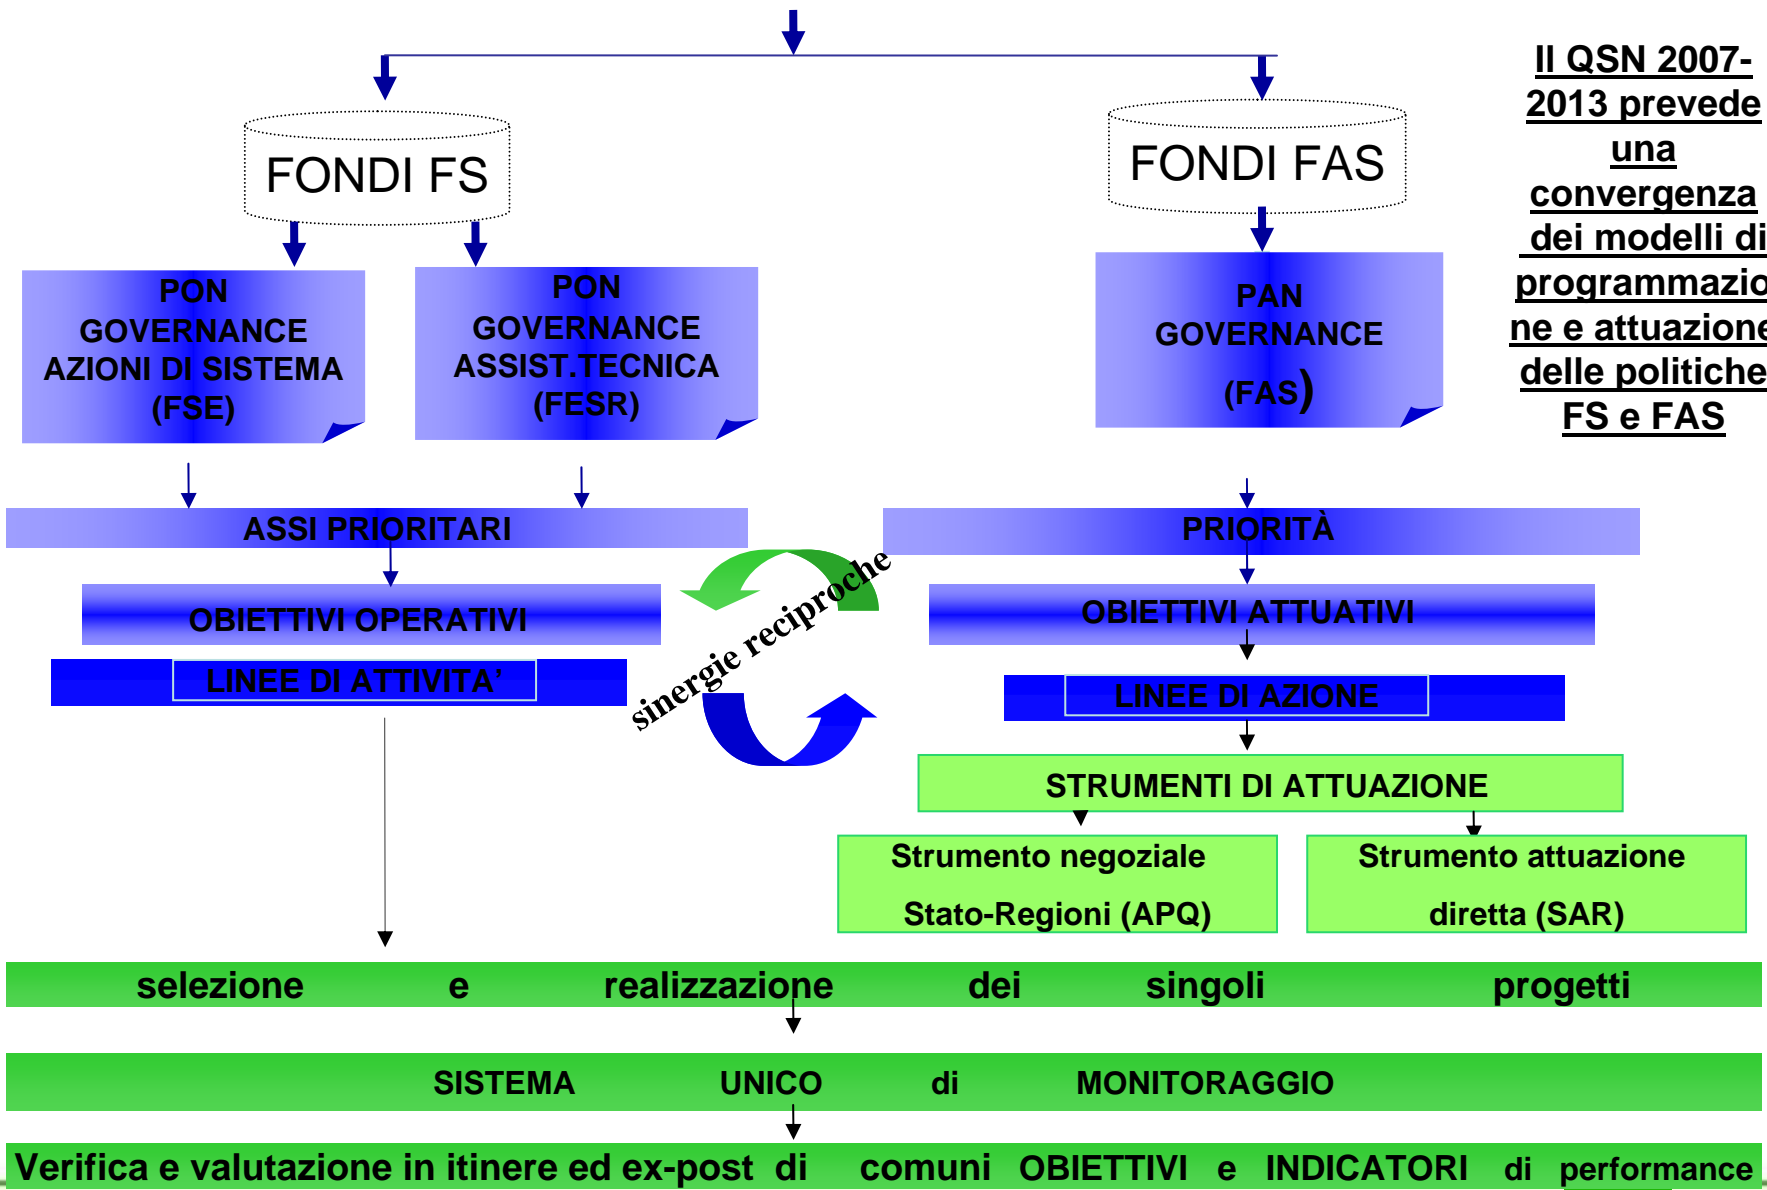 FONDI FS
FONDI FAS
Il QSN 2007-
2013 prevede
una
convergenza
dei modelli di
programmazio
ne e attuazione
delle politiche
FS e FAS
PON
GOVERNANCE
AZIONI DI SISTEMA
(FSE)
PON
GOVERNANCE
ASSIST.TECNICA
(FESR)
PAN
GOVERNANCE
(FAS)
ASSI PRIORITARI
PRIORITÀ
OBIETTIVI OPERATIVI
OBIETTIVI ATTUATIVI
sinergie reciproche
LINEE DI ATTIVITA’
LINEE DI AZIONE
STRUMENTI DI ATTUAZIONE
Strumento negoziale
Stato-Regioni (APQ)
Strumento attuazione
diretta (SAR)
selezione e realizzazione dei singoli progetti
SISTEMA UNICO di MONITORAGGIO
Verifica e valutazione in itinere ed ex-post di comuni OBIETTIVI e INDICATORI di performance